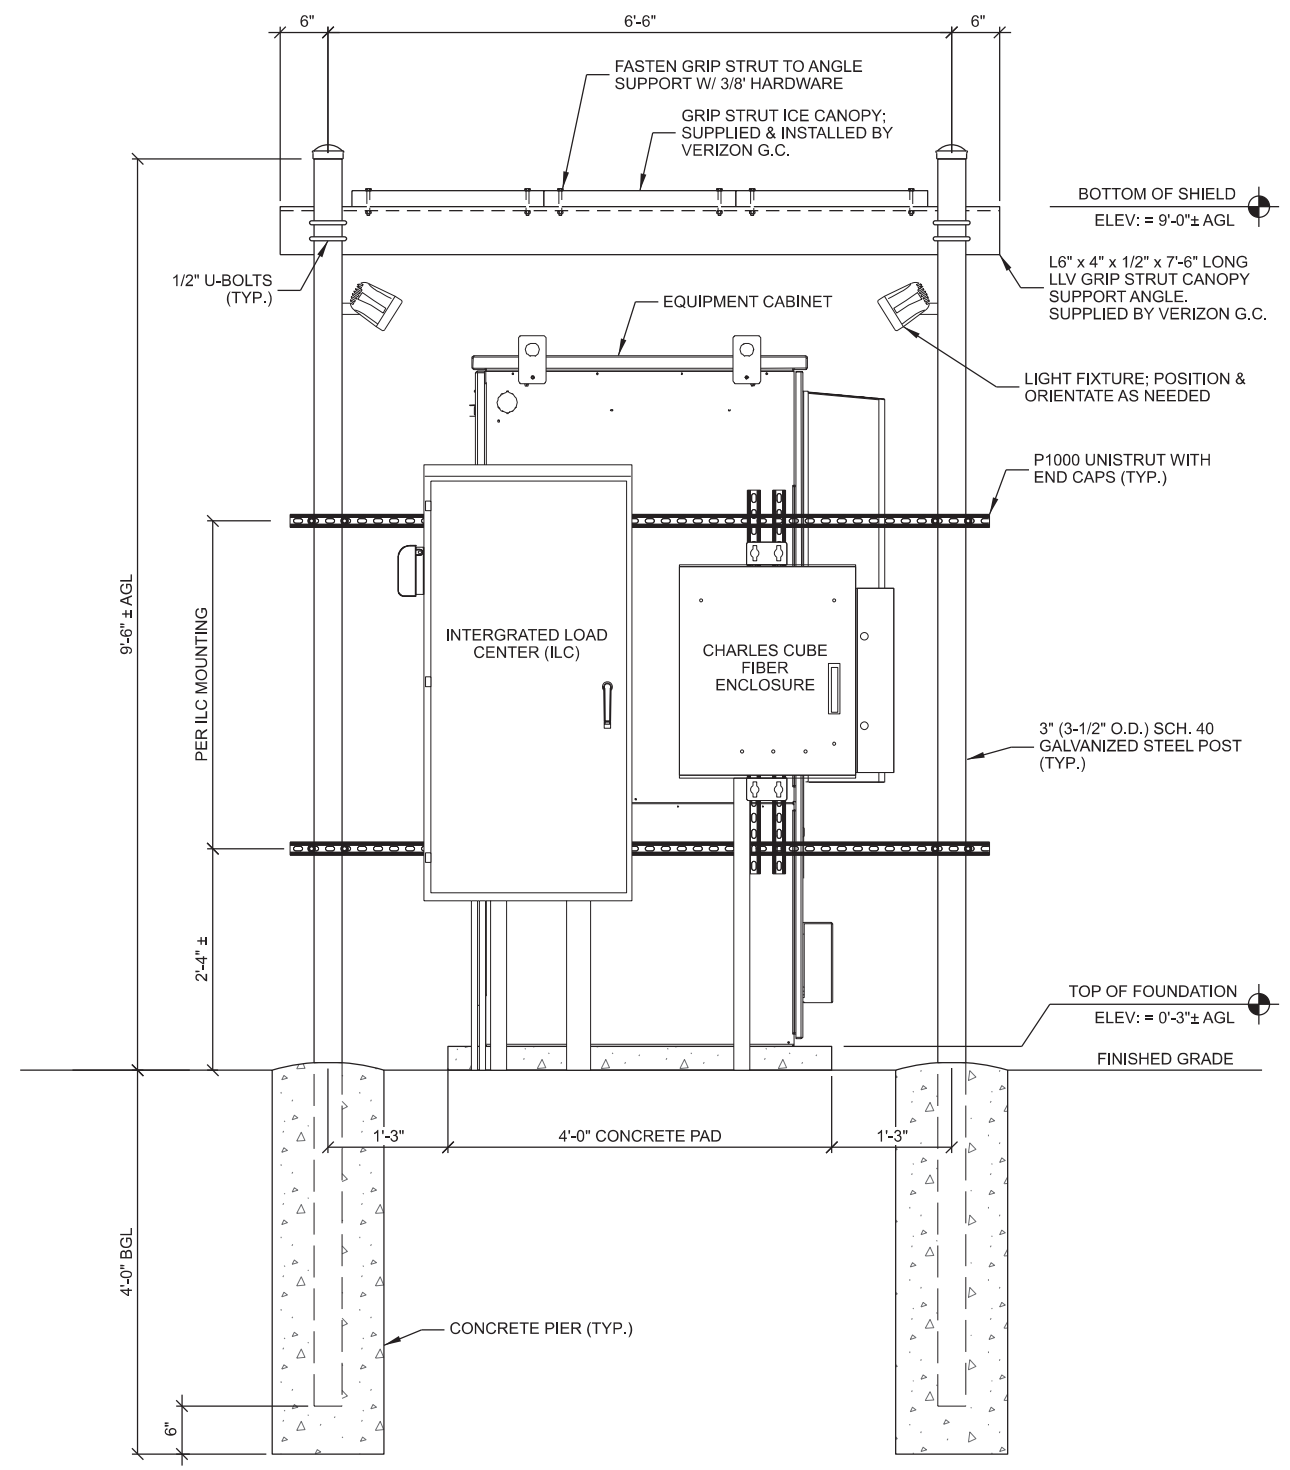 6" 6'-6" 6"
FASTEN GRIP STRUT TO ANGLE
SUPPORT W/ 3/8' HARDWARE
GRIP STRUT ICE CANOPY;
SUPPLIED & INSTALLED BY
VERIZON G.C.
BOTTOM OF SHIELD
ELEV: = 9'-0"± AGL
1/2" U-BOLTS
(TYP.)
L6" x 4" x 1/2" x 7'-6" LONG
LLV GRIP STRUT CANOPY
SUPPORT ANGLE.
SUPPLIED BY VERIZON G.C.
EQUIPMENT CABINET
LIGHT FIXTURE; POSITION &
ORIENTATE AS NEEDED
P1000 UNISTRUT WITH
END CAPS (TYP.)
9'-6" ± AGL
PER ILC MOUNTING
INTERGRATED LOAD
CENTER (ILC)
CHARLES CUBE
FIBER
ENCLOSURE
3" (3-1/2" O.D.) SCH. 40
GALVANIZED STEEL POST
(TYP.)
2'-4" ±
TOP OF FOUNDATION
ELEV: = 0'-3"± AGL
FINISHED GRADE
1'-3" 4'-0" CONCRETE PAD 1'-3"
4'-0" BGL
CONCRETE PIER (TYP.)
6"